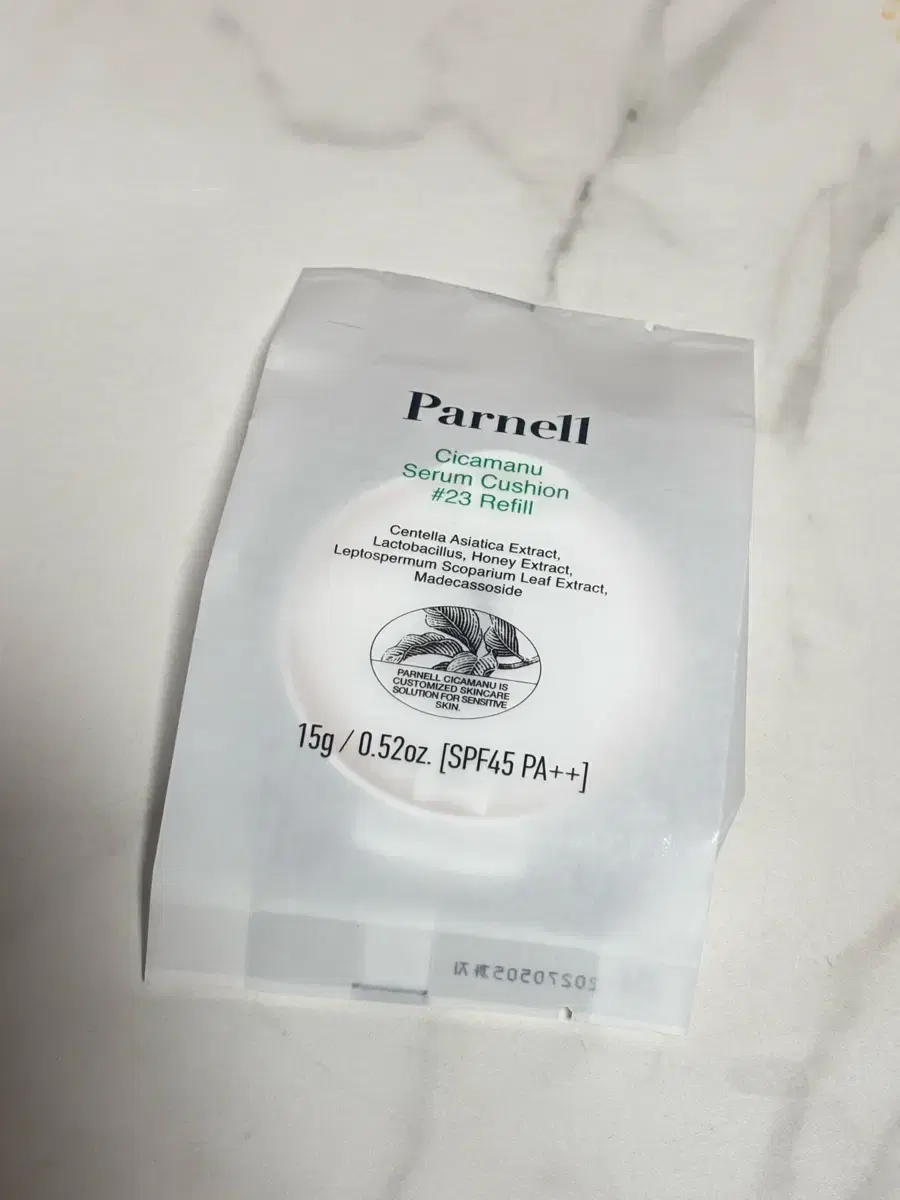 Parnell
Cicamanu
Serum Cushion
#23 Refill
Centella Asiatica Extract,
Lactobacillus, Honey Extract,
Leptospermum Scoparium Leaf Extract,
Madecassoside
PARNELL CICAMANU IS
CUSTOMIZED SKINCARE
SOLUTION FOR SENSITIVE
SKIN.
15g / 0.52oz. [SPF45 PA++]
20270505까지